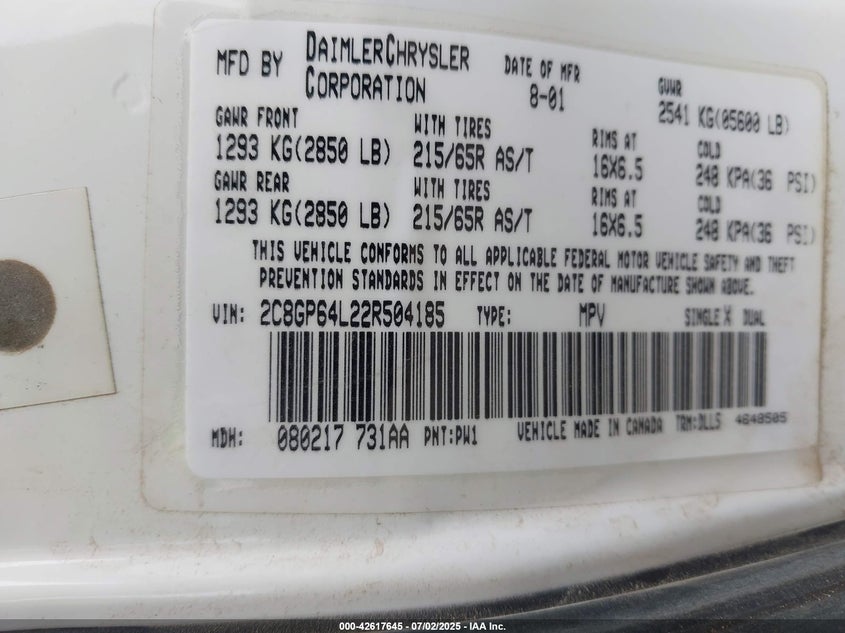 MFD BY DAIMLERCHRYSLER CORPORATION DATE OF MFR 8-01 GVWR 2541 KG(05600 LB)
GAWR FRONT WITH TIRES RIMS AT COLD
1293 KG(2850 LB) 215/65R AS/T 16X6.5 248 KPA(36 PSI)
GAWR REAR WITH TIRES RIMS AT COLD
1293 KG(2850 LB) 215/65R AS/T 16X6.5 248 KPA(36 PSI)
THIS VEHICLE CONFORMS TO ALL APPLICABLE FEDERAL MOTOR VEHICLE SAFETY AND THEFT
PREVENTION STANDARDS IN EFFECT ON THE DATE OF MANUFACTURE SHOWN ABOVE.
VIN: 2C8GP64L22R504185 TYPE: MPV SINGLE X DUAL
MDH: 080217 731AA PNT:PW1 VEHICLE MADE IN CANADA TRM:DLL5 4648505
000-42617645 - 07/02/2025 - IAA Inc.